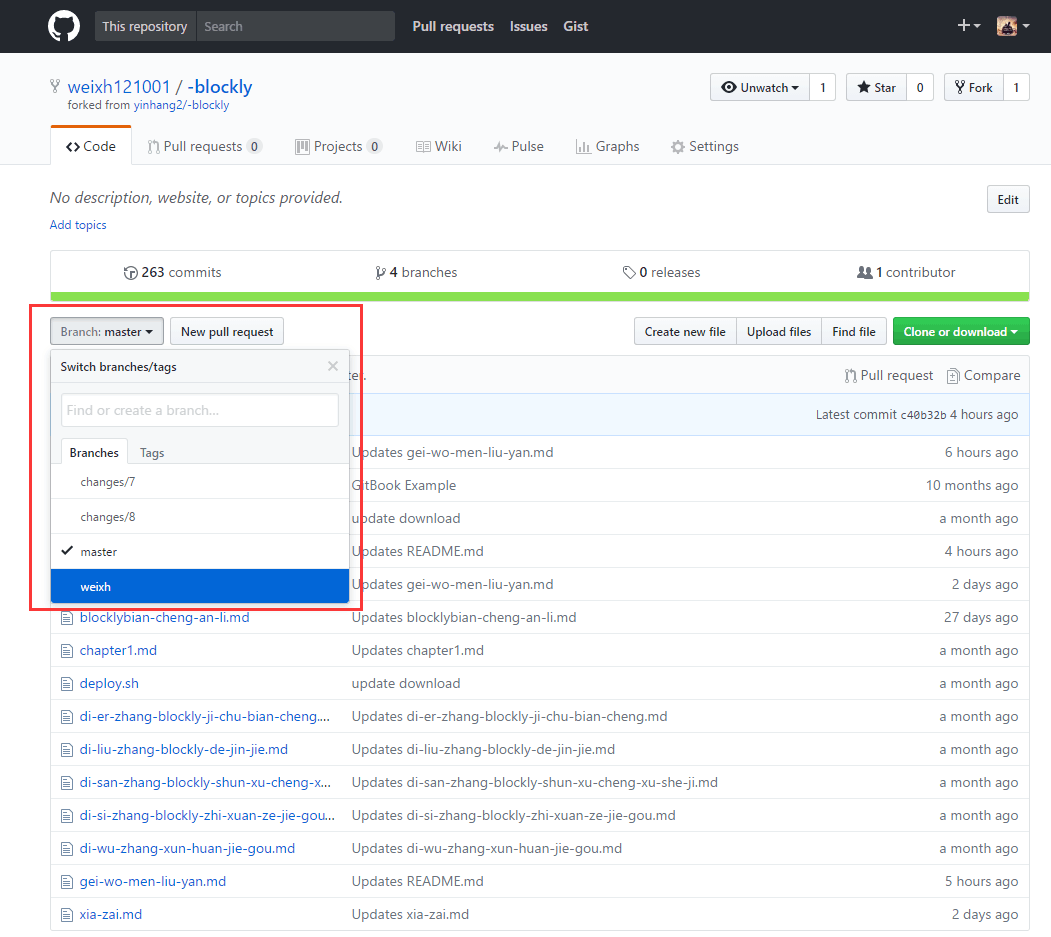 This repository Search Pull requests Issues Gist
weixh121001 / -blockly Unwatch 1 Star 0 Fork 1
forked from yinhang2/-blockly
Code Pull requests 0 Projects 0 Wiki Pulse Graphs Settings
No description, website, or topics provided. Edit
Add topics
263 commits 4 branches 0 releases 1 contributor
Branch: master New pull request Create new file Upload files Find file Clone or download
Switch branches/tags
ter. Pull request Compare
Find or create a branch...
Latest commit c40b32b 4 hours ago
Branches Tags
Updates gei-wo-men-liu-yan.md 6 hours ago
changes/7
GitBook Example 10 months ago
changes/8
update download a month ago
master
Updates README.md 4 hours ago
weixh
Updates gei-wo-men-liu-yan.md 2 days ago
blocklybian-cheng-an-li.md Updates blocklybian-cheng-an-li.md 27 days ago
chapter1.md Updates chapter1.md a month ago
deploy.sh update download a month ago
di-er-zhang-blockly-ji-chu-bian-cheng.... Updates di-er-zhang-blockly-ji-chu-bian-cheng.md a month ago
di-liu-zhang-blockly-de-jin-jie.md Updates di-liu-zhang-blockly-de-jin-jie.md a month ago
di-san-zhang-blockly-shun-xu-cheng-x... Updates di-san-zhang-blockly-shun-xu-cheng-xu-she-ji.md a month ago
di-si-zhang-blockly-zhi-xuan-ze-jie-gou... Updates di-si-zhang-blockly-zhi-xuan-ze-jie-gou.md a month ago
di-wu-zhang-xun-huan-jie-gou.md Updates di-wu-zhang-xun-huan-jie-gou.md a month ago
gei-wo-men-liu-yan.md Updates README.md 5 hours ago
xia-zai.md Updates xia-zai.md 2 days ago